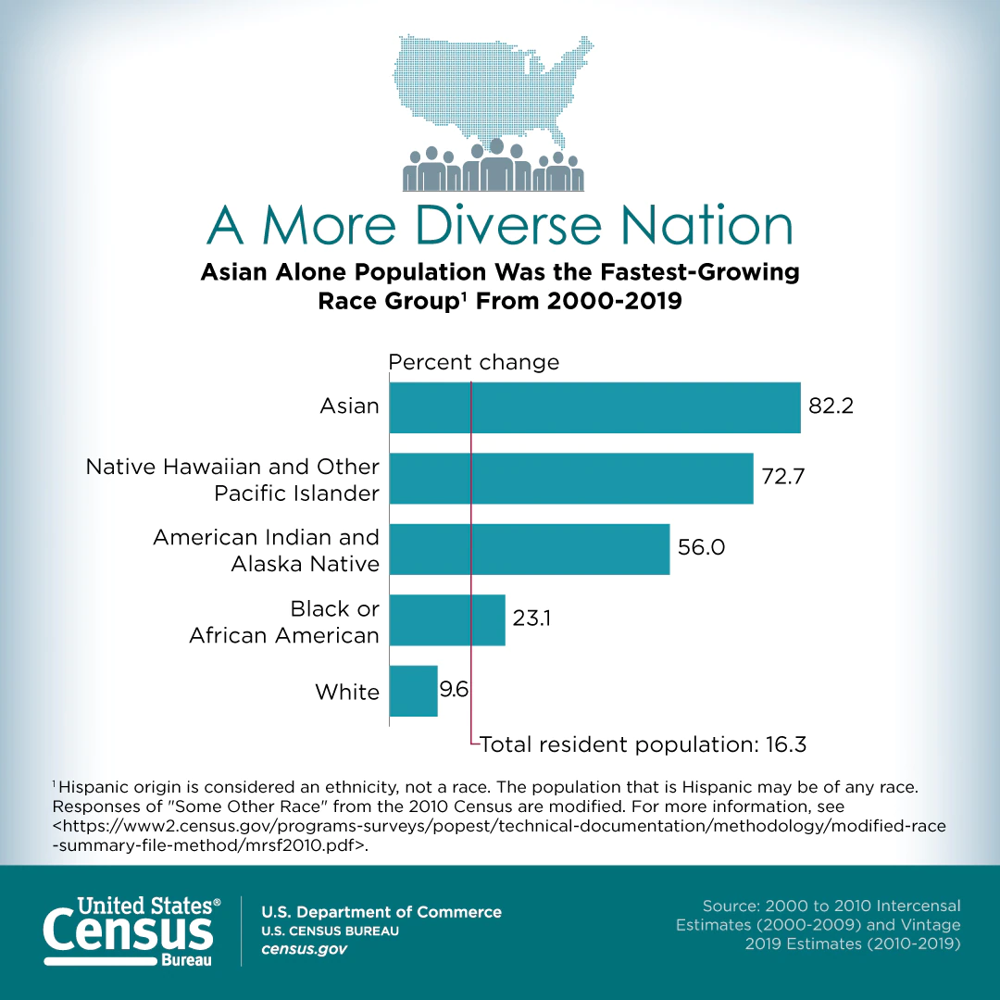 A More Diverse Nation
Asian Alone Population Was the Fastest-Growing
Race Group¹ From 2000-2019
Percent change
Asian 82.2
Native Hawaiian and Other
Pacific Islander 72.7
American Indian and
Alaska Native 56.0
Black or
African American 23.1
White 9.6
Total resident population: 16.3
¹ Hispanic origin is considered an ethnicity, not a race. The population that is Hispanic may be of any race.
Responses of "Some Other Race" from the 2010 Census are modified. For more information, see
<https://www2.census.gov/programs-surveys/popest/technical-documentation/methodology/modified-race
-summary-file-method/mrsf2010.pdf>.
United States®
Census
Bureau
U.S. Department of Commerce
U.S. CENSUS BUREAU
census.gov
Source: 2000 to 2010 Intercensal
Estimates (2000-2009) and Vintage
2019 Estimates (2010-2019)